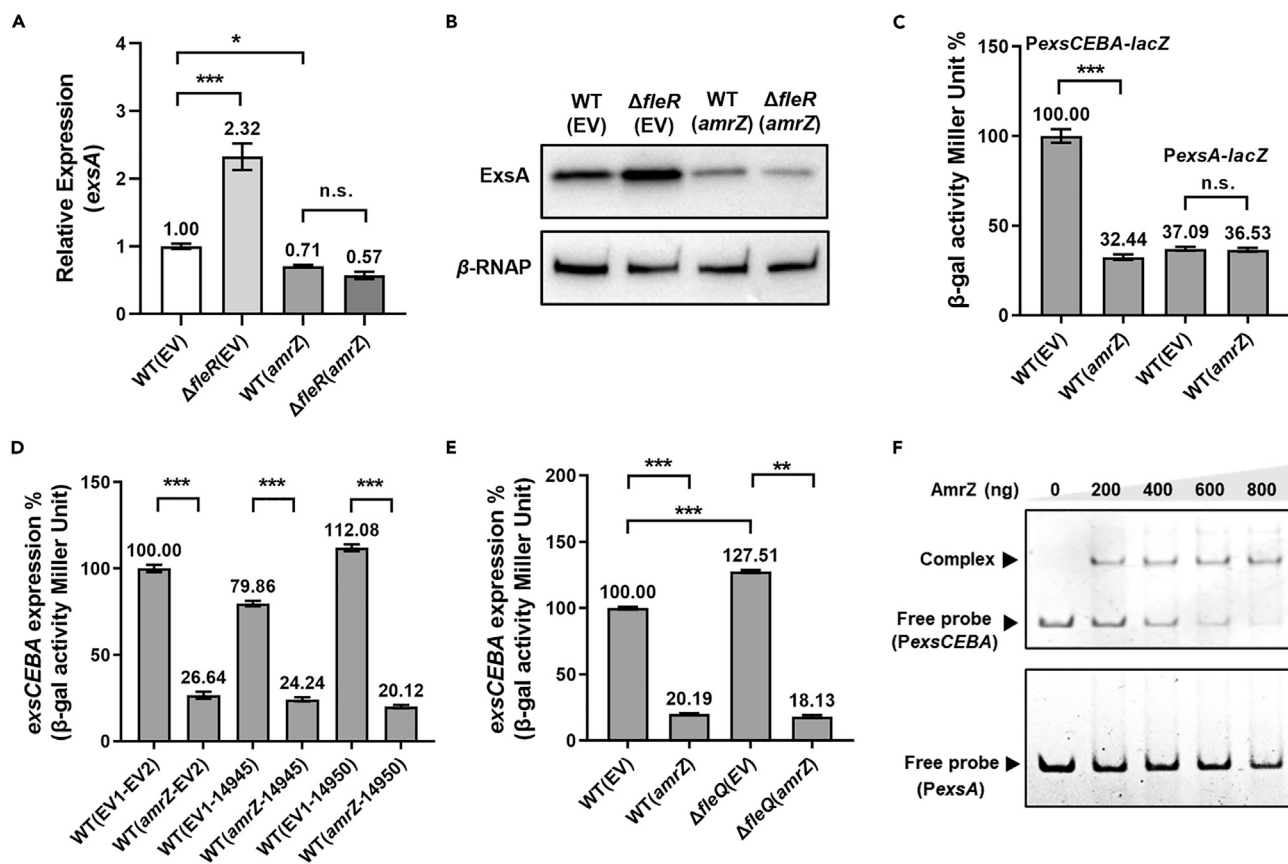 A
Relative Expression
(exsA)
4
3
2
1
0
*
***
n.s.
1.00
2.32
0.71
0.57
WT(EV)
ΔfleR(EV)
WT(amrZ)
ΔfleR(amrZ)
B
WT ΔfleR WT ΔfleR
(EV) (EV) (amrZ) (amrZ)
ExsA
β-RNAP
C
β-gal activity Miller Unit %
150
100
50
0
PexsCEBA-lacZ
***
100.00
32.44
PexsA-lacZ
n.s.
37.09
36.53
WT(EV)
WT(amrZ)
WT(EV)
WT(amrZ)
D
exsCEBA expression %
(β-gal activity Miller Unit)
150
100
50
0
***
***
***
100.00
26.64
79.86
24.24
112.08
20.12
WT(EV1-EV2)
WT(amrZ-EV2)
WT(EV1-14945)
WT(amrZ-14945)
WT(EV1-14950)
WT(amrZ-14950)
E
exsCEBA expression %
(β-gal activity Miller Unit)
200
150
100
50
0
***
**
***
100.00
20.19
127.51
18.13
WT(EV)
WT(amrZ)
ΔfleQ(EV)
ΔfleQ(amrZ)
F
AmrZ (ng) 0 200 400 600 800
Complex
Free probe
(PexsCEBA)
Free probe
(PexsA)